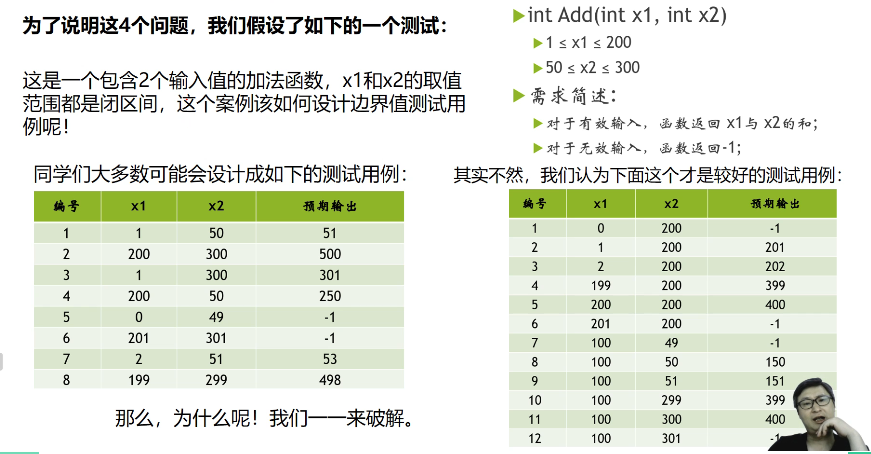 为了说明这4个问题，我们假设了如下的一个测试：
这是一个包含2个输入值的加法函数，x1和x2的取值
范围都是闭区间，这个案例该如何设计边界值测试用
例呢！
int Add(int x1, int x2)
1 ≤ x1 ≤ 200
50 ≤ x2 ≤ 300
需求简述：
对于有效输入，函数返回 x1与 x2的和；
对于无效输入，函数返回-1；
同学们大多数可能会设计成如下的测试用例：
编号 x1 x2 预期输出
1 1 50 51
2 200 300 500
3 1 300 301
4 200 50 250
5 0 49 -1
6 201 301 -1
7 2 51 53
8 199 299 498
那么，为什么呢！我们一一来破解。
其实不然，我们认为下面这个才是较好的测试用例：
编号 x1 x2 预期输出
1 0 200 -1
2 1 200 201
3 2 200 202
4 199 200 399
5 200 200 400
6 201 200 -1
7 100 49 -1
8 100 50 150
9 100 51 151
10 100 299 399
11 100 300 400
12 100 301 -1